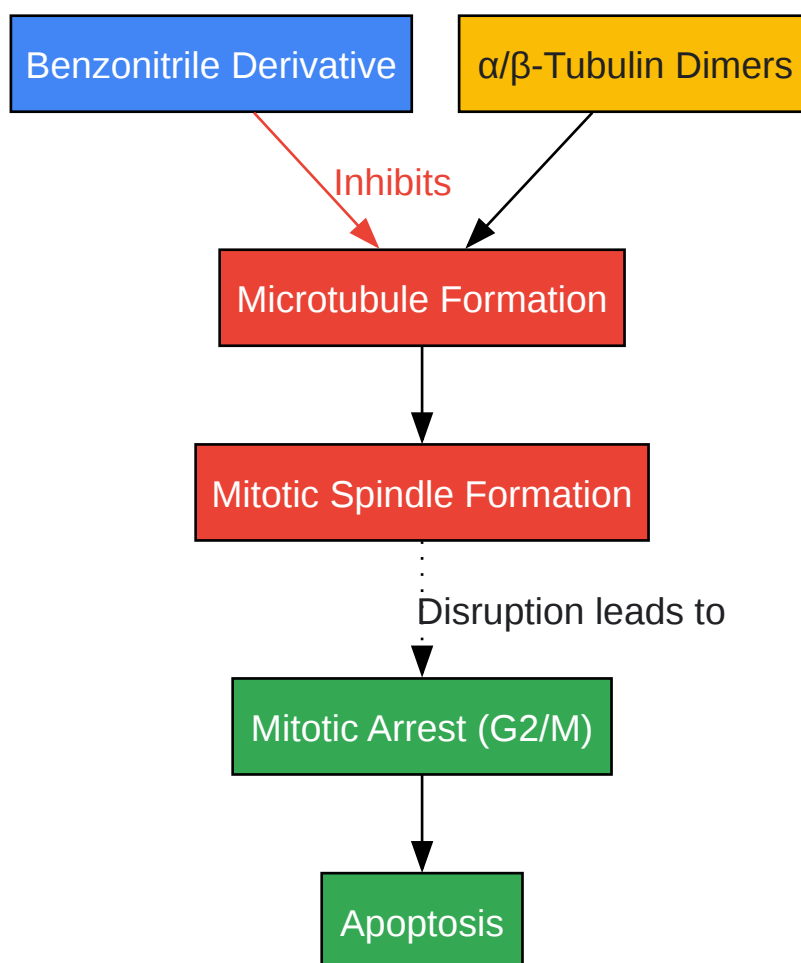 Benzonitrile Derivative
α/β-Tubulin Dimers
Inhibits
Microtubule Formation
Mitotic Spindle Formation
Disruption leads to
Mitotic Arrest (G2/M)
Apoptosis